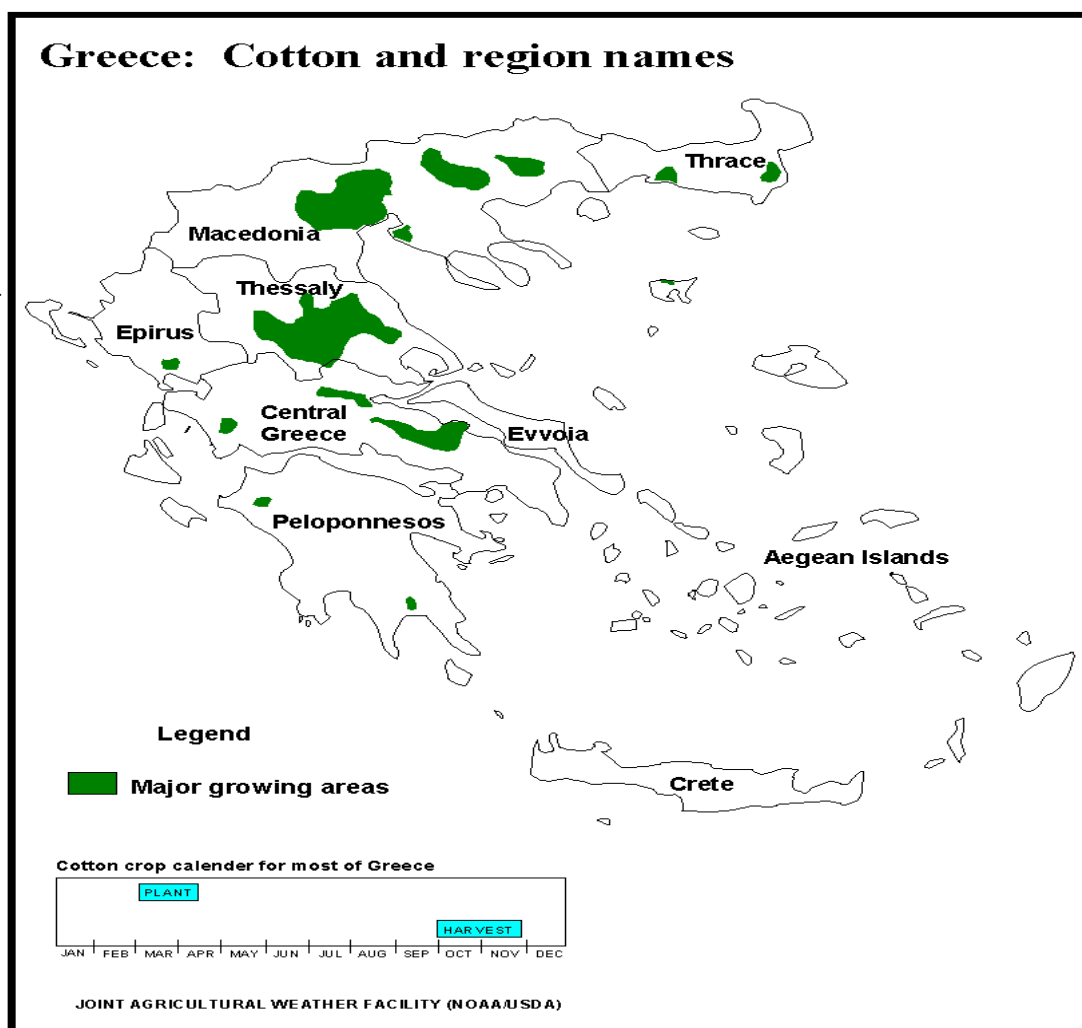 Greece: Cotton and region names
Thrace
Macedonia
Thessaly
Epirus
Central
Greece
Evvoia
Peloponnesos
Aegean Islands
Legend
Major growing areas
Crete
Cotton crop calender for most of Greece
PLANT
HARVEST
JAN FEB MAR APR MAY JUN JUL AUG SEP OCT NOV DEC
JOINT AGRICULTURAL WEATHER FACILITY (NOAA/USDA)